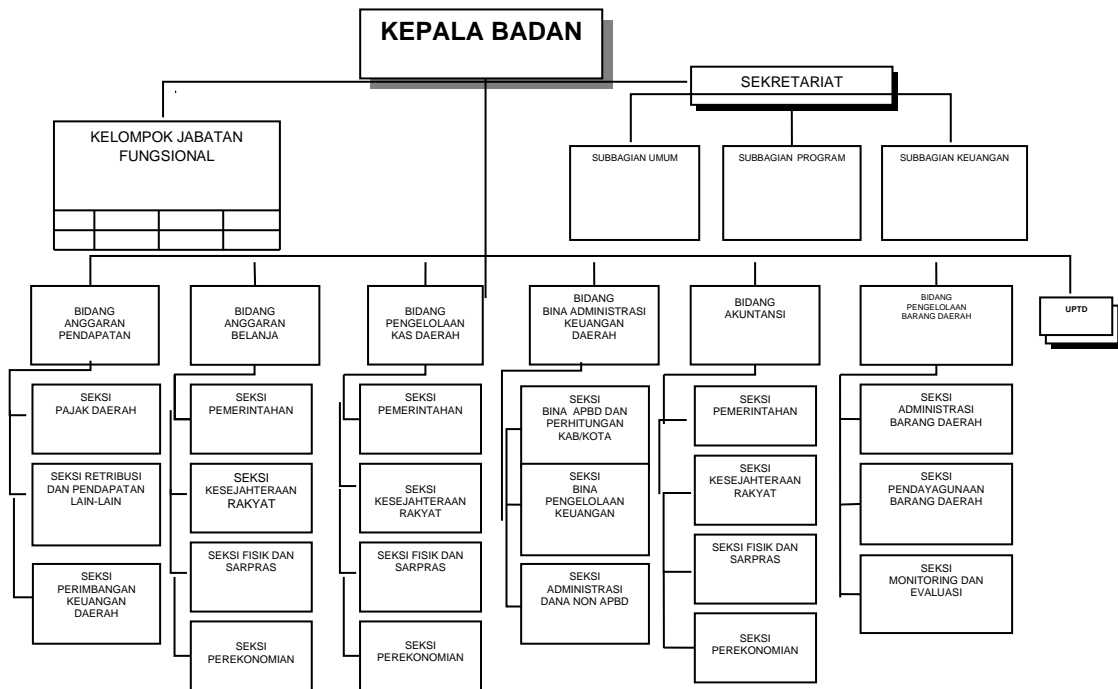 KEPALA BADAN
SEKRETARIAT
KELOMPOK JABATAN
FUNGSIONAL
SUBBAGIAN UMUM
SUBBAGIAN PROGRAM
SUBBAGIAN KEUANGAN
BIDANG
ANGGARAN
PENDAPATAN
BIDANG
ANGGARAN
BELANJA
BIDANG
PENGELOLAAN
KAS DAERAH
BIDANG
BINA ADMINISTRASI
KEUANGAN
DAERAH
BIDANG
AKUNTANSI
BIDANG
PENGELOLAAN
BARANG DAERAH
UPTD
SEKSI
PAJAK DAERAH
SEKSI RETRIBUSI
DAN PENDAPATAN
LAIN-LAIN
SEKSI
PERIMBANGAN
KEUANGAN
DAERAH
SEKSI
PEMERINTAHAN
SEKSI
KESEJAHTERAAN
RAKYAT
SEKSI FISIK DAN
SARPRAS
SEKSI
PEREKONOMIAN
SEKSI
PEMERINTAHAN
SEKSI
KESEJAHTERAAN
RAKYAT
SEKSI FISIK DAN
SARPRAS
SEKSI
PEREKONOMIAN
SEKSI
BINA APBD DAN
PERHITUNGAN
KAB/KOTA
SEKSI
BINA
PENGELOLAAN
KEUANGAN
SEKSI
ADMINISTRASI
DANA NON APBD
SEKSI
PEMERINTAHAN
SEKSI
KESEJAHTERAAN
RAKYAT
SEKSI FISIK DAN
SARPRAS
SEKSI
PEREKONOMIAN
SEKSI
ADMINISTRASI
BARANG DAERAH
SEKSI
PENDAYAGUNAAN
BARANG DAERAH
SEKSI
MONITORING DAN
EVALUASI